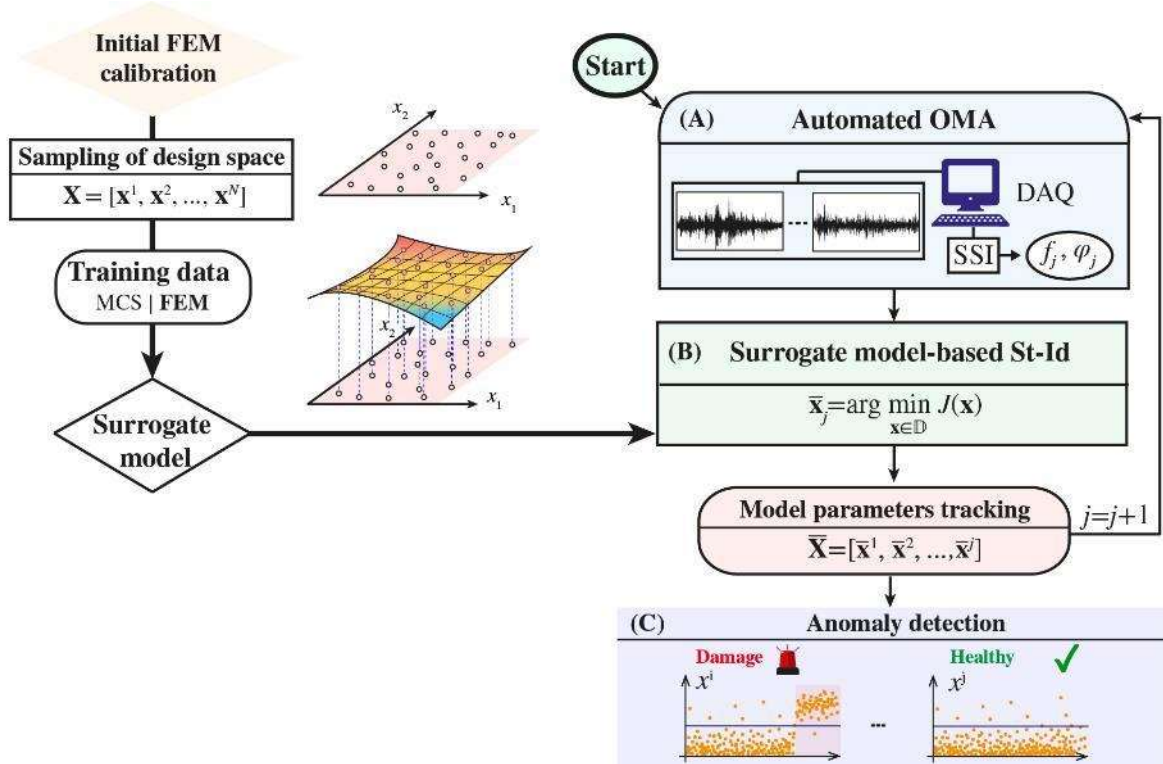 Initial FEM
calibration
Sampling of design space
X = [x¹, x², ..., xᴺ]
Training data
MCS | FEM
Surrogate
model
x₂
x₁
x₂
x₁
Start
(A) Automated OMA
DAQ
SSI
fⱼ, φⱼ
(B) Surrogate model-based St-Id
x̄ⱼ=arg min J(x)
x∈𝔻
Model parameters tracking
X̄=[x̄¹, x̄², ...,x̄ʲ]
j=j+1
(C) Anomaly detection
Damage
xⁱ
...
Healthy
xʲ